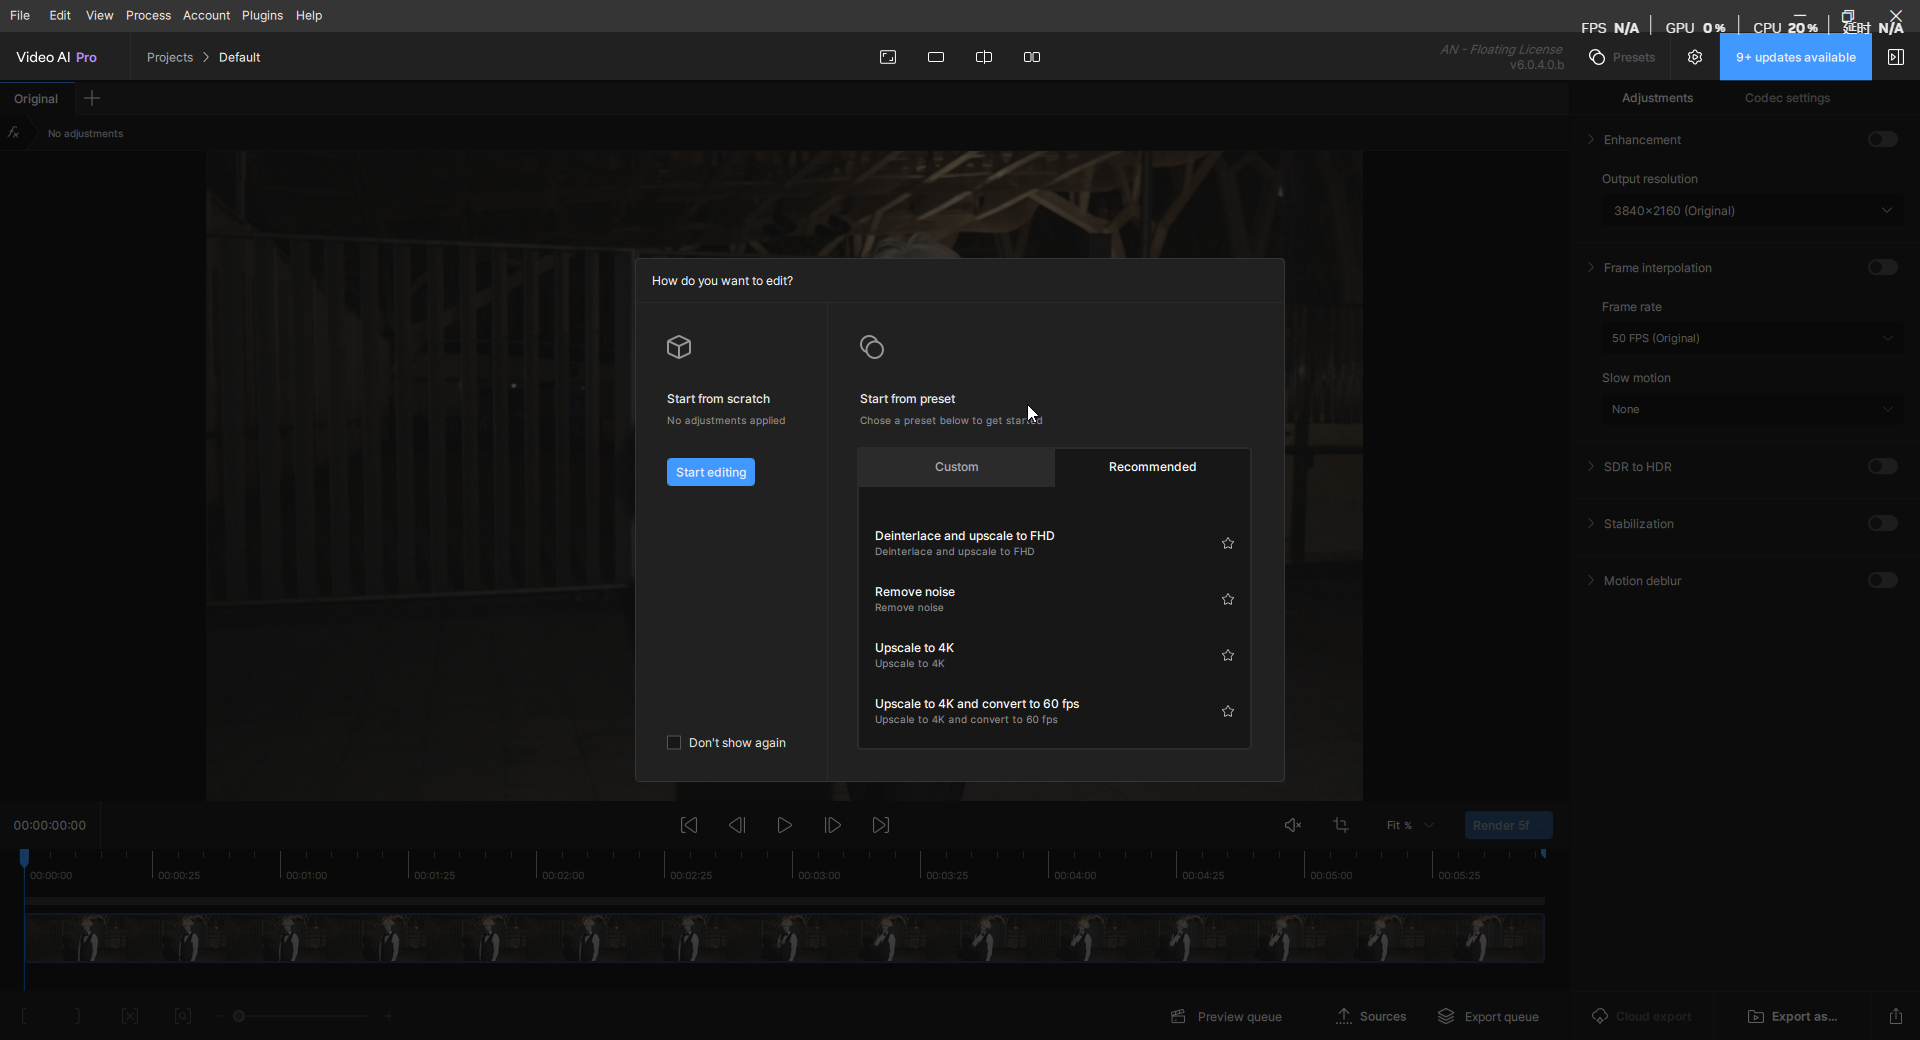 File Edit View Process Account Plugins Help
FPS N/A GPU 0% CPU 20% 延时 N/A
Video AI Pro
Projects Default
AN - Floating License
v6.0.4.0.b
Presets
9+ updates available
Original
Adjustments Codec settings
fx No adjustments
Enhancement
Output resolution
3840×2160 (Original)
Frame interpolation
Frame rate
50 FPS (Original)
Slow motion
None
SDR to HDR
Stabilization
Motion deblur
How do you want to edit?
Start from scratch
No adjustments applied
Start editing
Don't show again
Start from preset
Chose a preset below to get started
Custom Recommended
Deinterlace and upscale to FHD
Deinterlace and upscale to FHD
Remove noise
Remove noise
Upscale to 4K
Upscale to 4K
Upscale to 4K and convert to 60 fps
Upscale to 4K and convert to 60 fps
00:00:00:00
Fit %
Render 5f
00:00:00 00:00:25 00:01:00 00:01:25 00:02:00 00:02:25 00:03:00 00:03:25 00:04:00 00:04:25 00:05:00 00:05:25
Preview queue Sources Export queue Cloud export Export as...